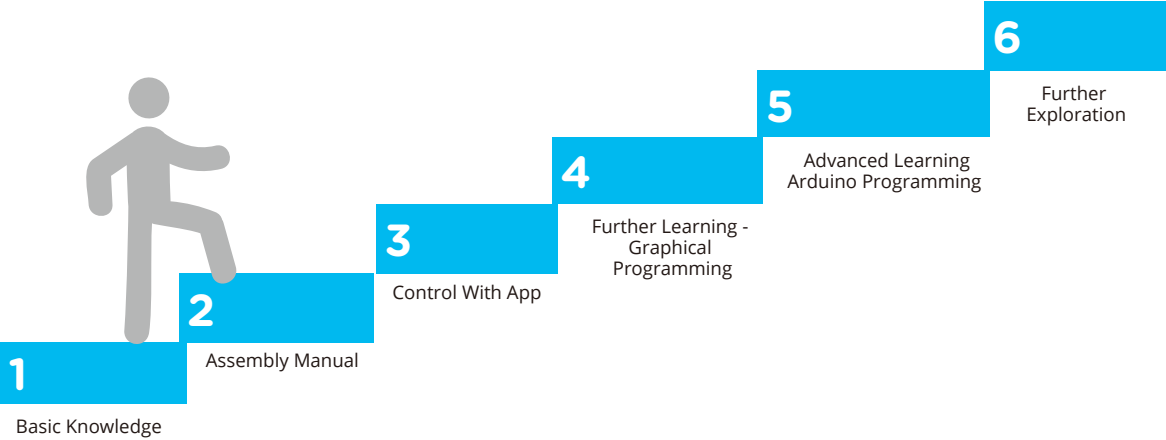 1
Basic Knowledge
2
Assembly Manual
3
Control With App
4
Further Learning -
Graphical
Programming
5
Advanced Learning
Arduino Programming
6
Further
Exploration